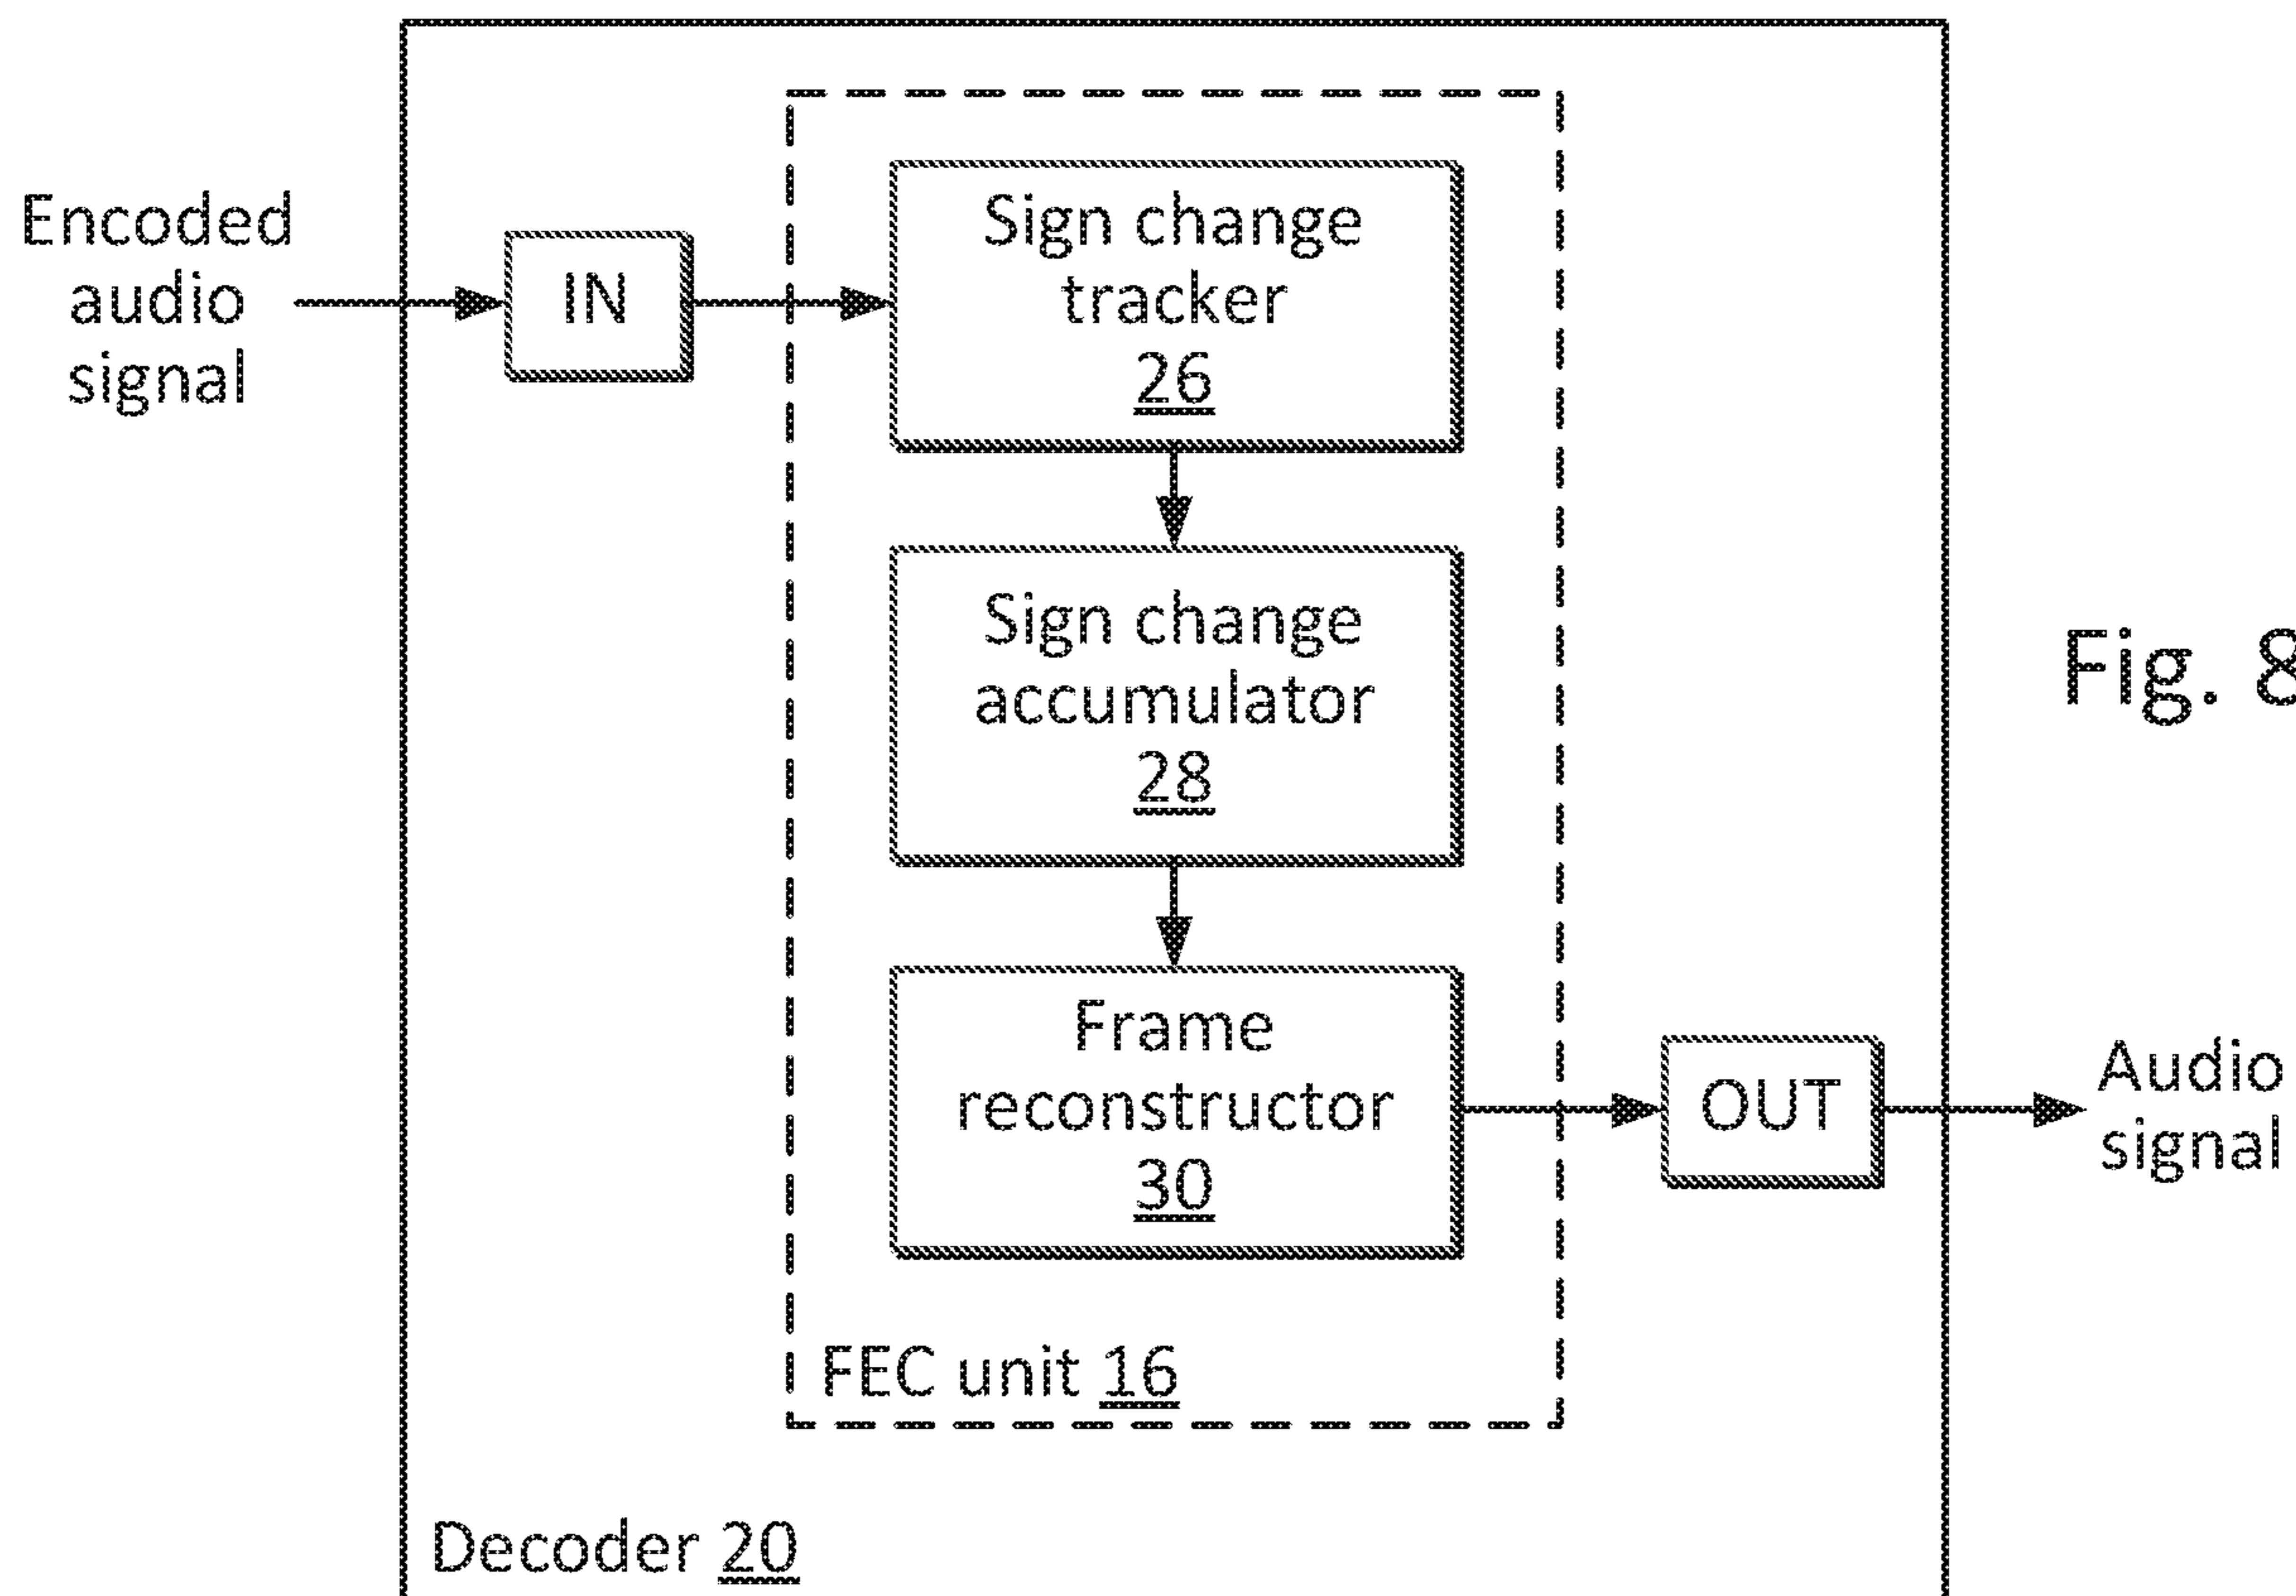 Encoded
audio
signal
IN
Sign change
tracker
26
Sign change
accumulator
28
Frame
reconstructor
30
OUT
Audio
signal
FEC unit 16
Decoder 20
Fig. 8